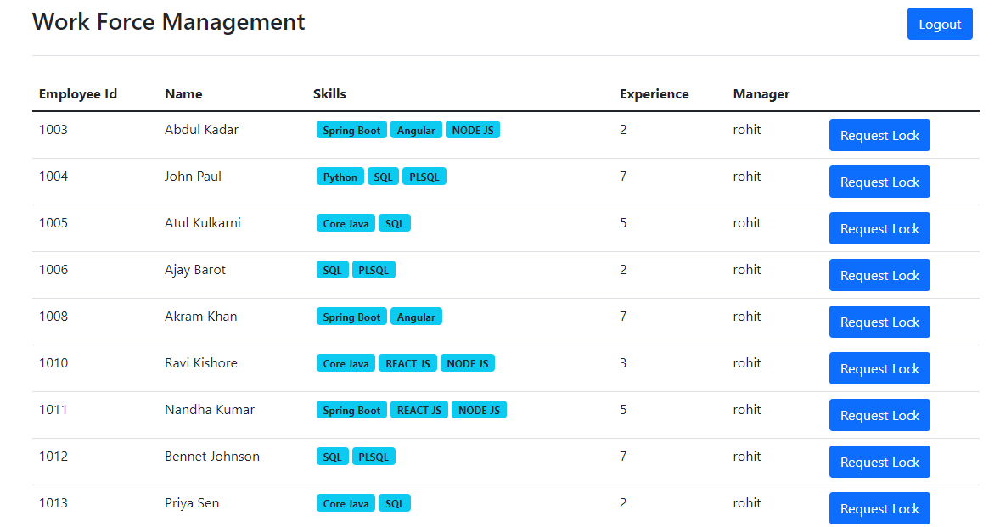 Work Force Management Logout
Employee Id Name Skills Experience Manager
1003 Abdul Kadar Spring Boot Angular NODE JS 2 rohit Request Lock
1004 John Paul Python SQL PLSQL 7 rohit Request Lock
1005 Atul Kulkarni Core Java SQL 5 rohit Request Lock
1006 Ajay Barot SQL PLSQL 2 rohit Request Lock
1008 Akram Khan Spring Boot Angular 7 rohit Request Lock
1010 Ravi Kishore Core Java REACT JS NODE JS 3 rohit Request Lock
1011 Nandha Kumar Spring Boot REACT JS NODE JS 5 rohit Request Lock
1012 Bennet Johnson SQL PLSQL 7 rohit Request Lock
1013 Priya Sen Core Java SQL 2 rohit Request Lock